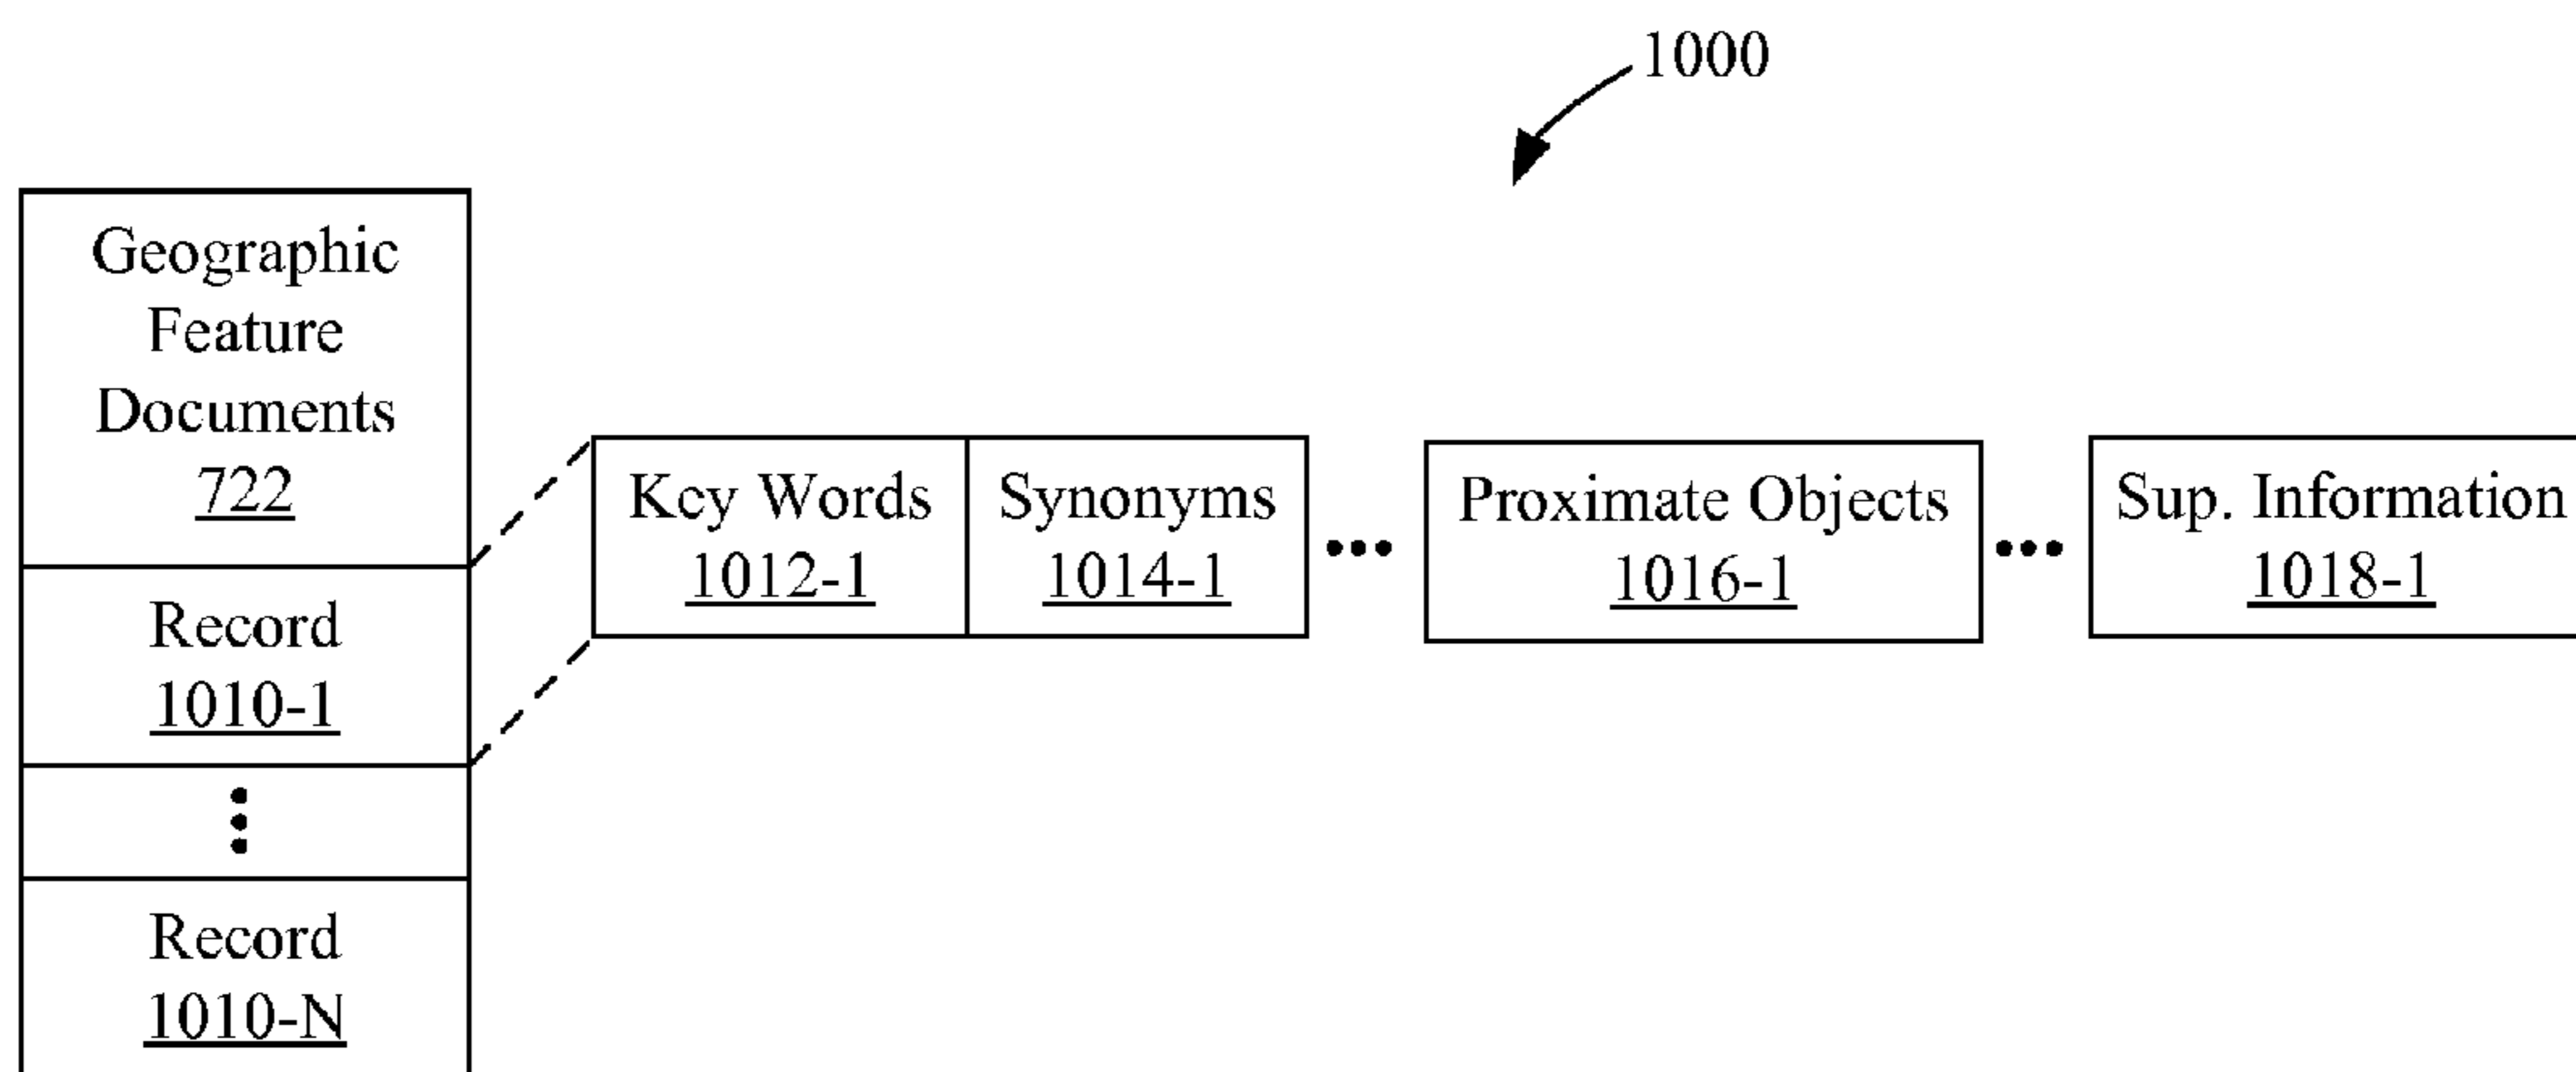 1000
Geographic
Feature
Documents
722
Key Words
1012-1
Synonyms
1014-1
Proximate Objects
1016-1
Sup. Information
1018-1
Record
1010-1
Record
1010-N